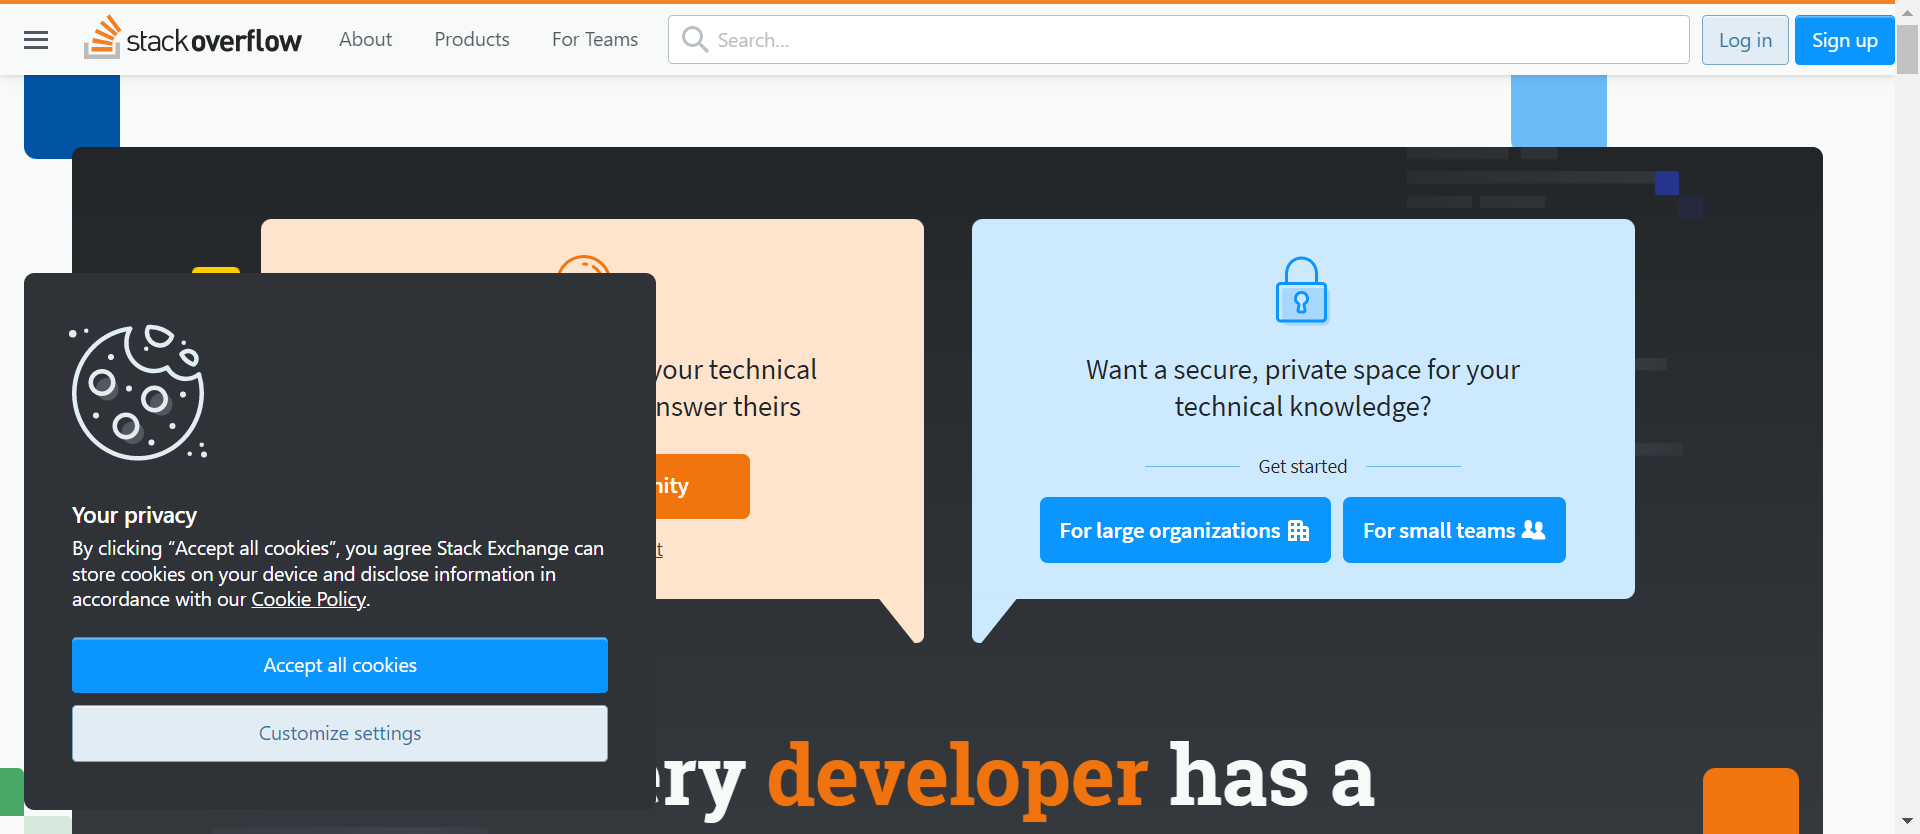 stackoverflow About Products For Teams Search... Log in Sign up
your technical
nswer theirs
nity
t
Want a secure, private space for your
technical knowledge?
Get started
For large organizations For small teams
Your privacy
By clicking “Accept all cookies”, you agree Stack Exchange can
store cookies on your device and disclose information in
accordance with our Cookie Policy.
Accept all cookies
Customize settings
ery developer has a